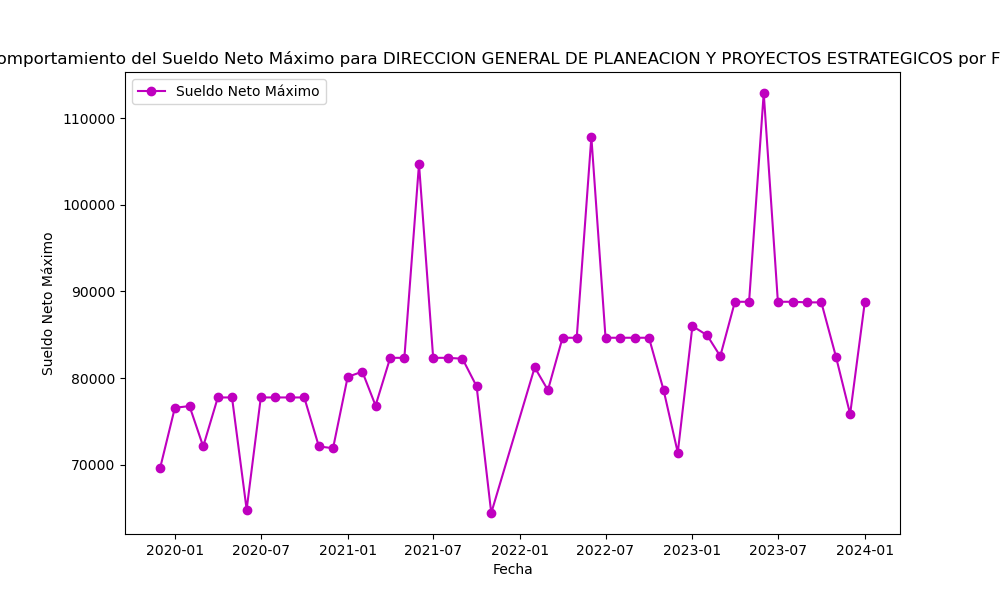 omportamiento del Sueldo Neto Máximo para DIRECCION GENERAL DE PLANEACION Y PROYECTOS ESTRATEGICOS por F
Sueldo Neto Máximo
110000
100000
90000
80000
70000
Sueldo Neto Máximo
2020-01 2020-07 2021-01 2021-07 2022-01 2022-07 2023-01 2023-07 2024-01
Fecha